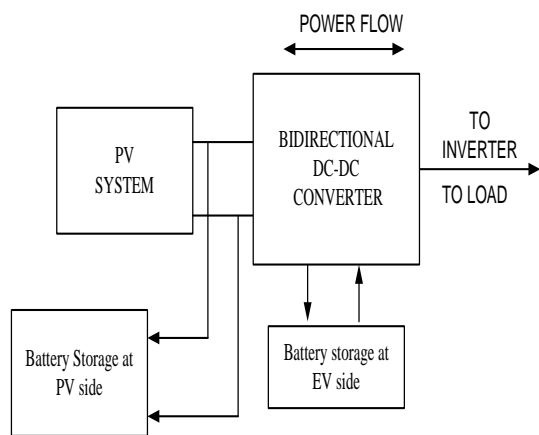 POWER FLOW
PV
SYSTEM
BIDIRECTIONAL
DC-DC
CONVERTER
TO
INVERTER
TO LOAD
Battery Storage at
PV side
Battery storage at
EV side